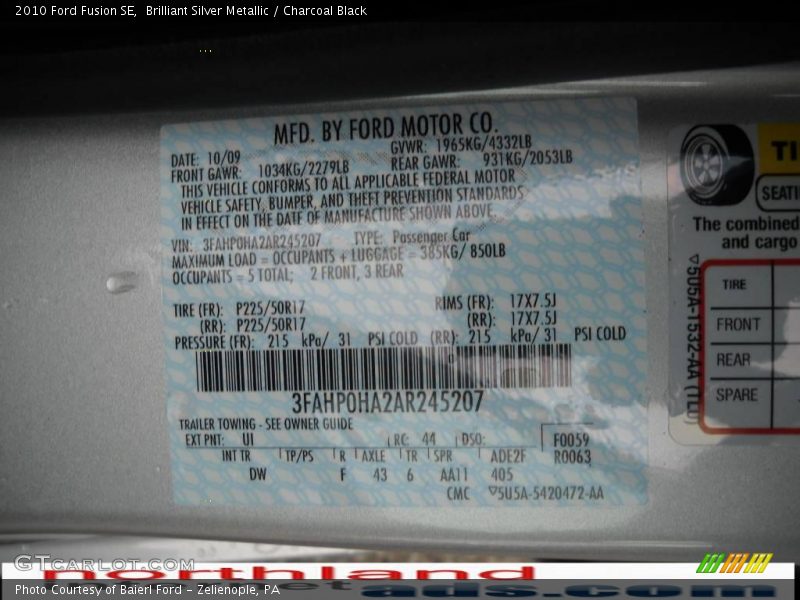 2010 Ford Fusion SE, Brilliant Silver Metallic / Charcoal Black
MFD. BY FORD MOTOR CO.
DATE: 10/09 GVWR: 1965KG/4332LB
FRONT GAWR: 1034KG/2279LB REAR GAWR: 931KG/2053LB
THIS VEHICLE CONFORMS TO ALL APPLICABLE FEDERAL MOTOR
VEHICLE SAFETY, BUMPER, AND THEFT PREVENTION STANDARDS
IN EFFECT ON THE DATE OF MANUFACTURE SHOWN ABOVE
VIN: 3FAHP0HA2AR245207 TYPE: Passenger Car
MAXIMUM LOAD = OCCUPANTS + LUGGAGE = 385KG/ 850LB
OCCUPANTS = 5 TOTAL; 2 FRONT, 3 REAR
TIRE (FR): P225/50R17 RIMS (FR): 17X7.5J
(RR): P225/50R17 (RR): 17X7.5J
PRESSURE (FR): 215 kPa/ 31 PSI COLD (RR): 215 kPa/ 31 PSI COLD
3FAHP0HA2AR245207
TRAILER TOWING - SEE OWNER GUIDE
EXT PNT: UI RC: 44 DSO: F0059
INT TR TP/PS R AXLE TR SPR ADE2F R0063
DW F 43 6 AA11 405
CMC ▽5U5A-5420472-AA
TI
SEATI
The combined
and cargo
▽5U5A-1532-AA (TL)
TIRE
FRONT
REAR
SPARE
GTCARLOT.COM
northland
ads.com
Photo Courtesy of Baierl Ford – Zelienople, PA